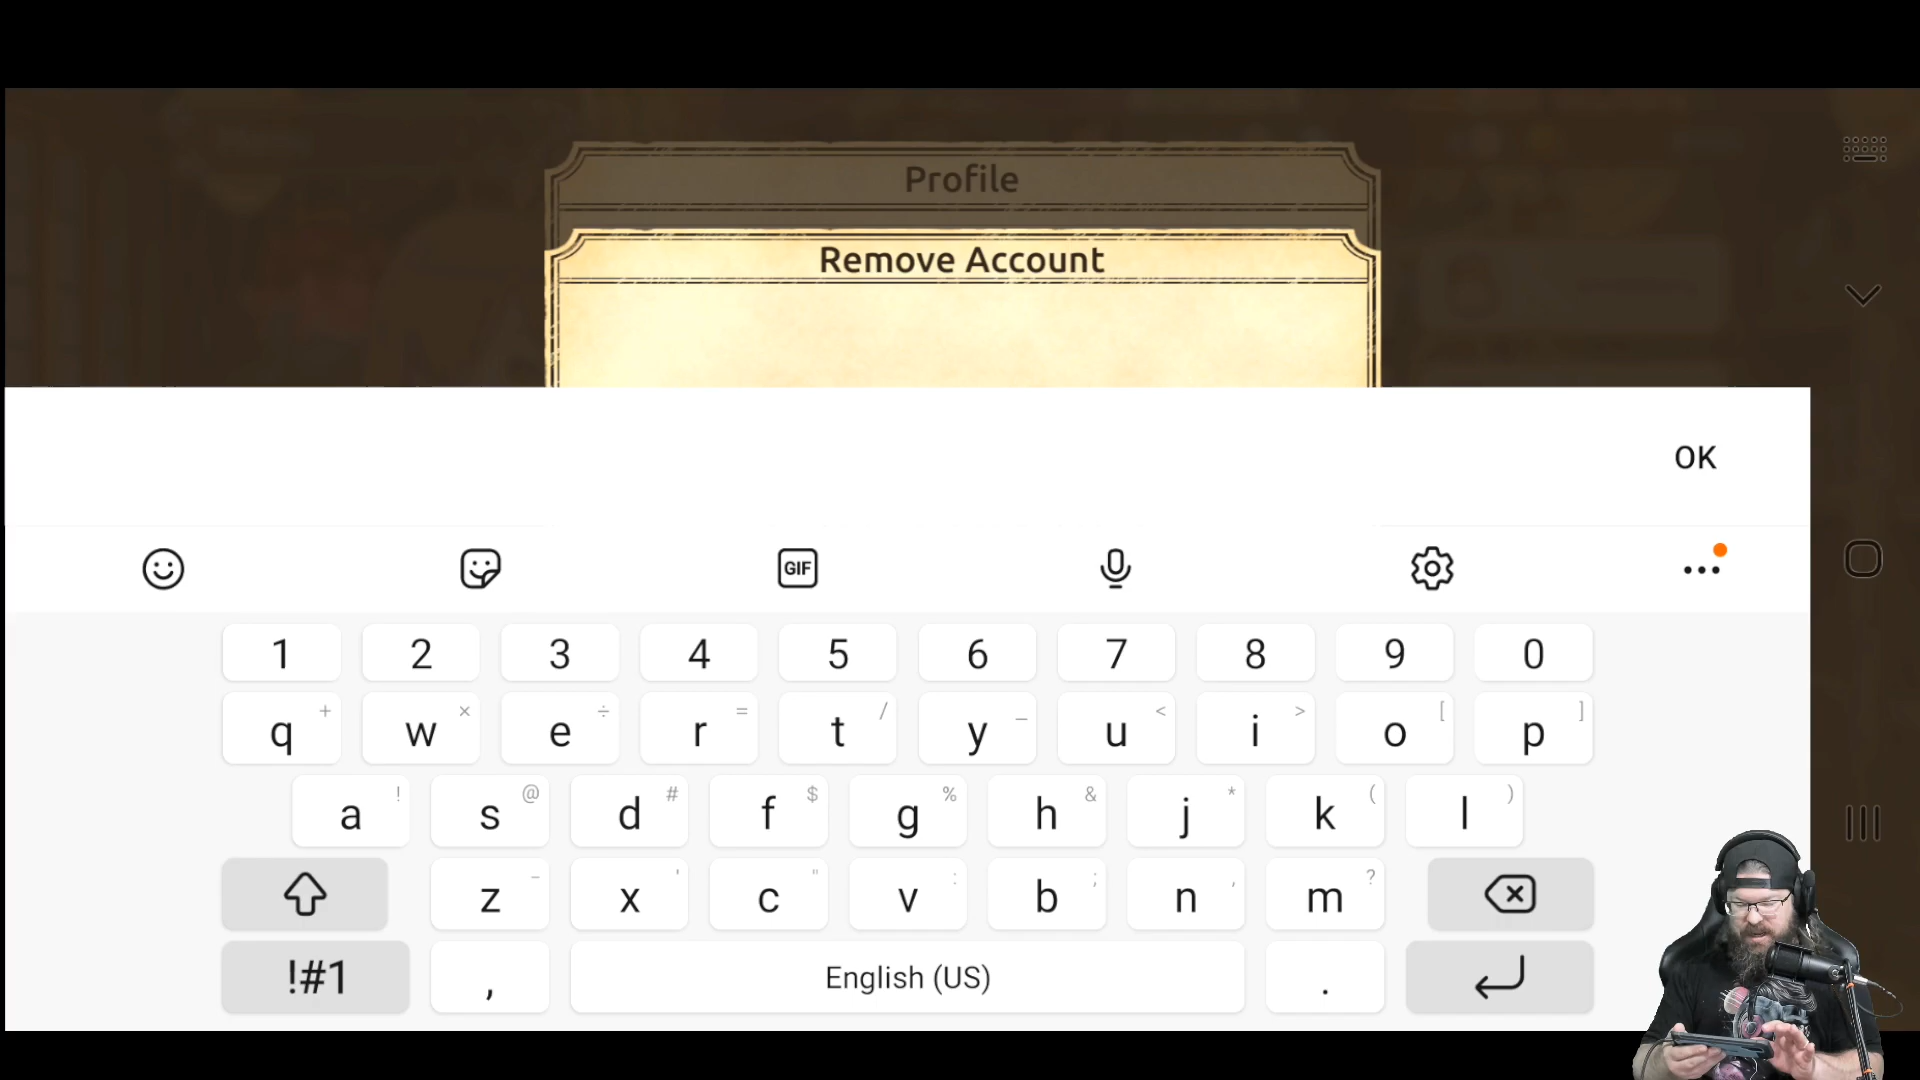 Profile
Remove Account
OK
GIF
1 2 3 4 5 6 7 8 9 0
q + w × e ÷ r = t / y _ u < i > o [ p ]
a ! s @ d # f $ g % h & j * k ( l )
z - x ' c " v : b ; n , m ?
!#1 , English (US) .